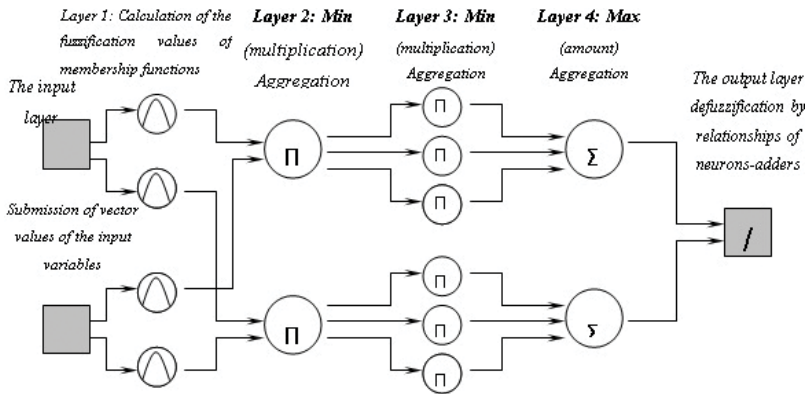 Layer 1: Calculation of the
fuzzification values of
membership functions
Layer 2: Min
(multiplication)
Aggregation
Layer 3: Min
(multiplication)
Aggregation
Layer 4: Max
(amount)
Aggregation
The input
layer
The output layer
defuzzification by
relationships of
neurons-adders
Submission of vector
values of the input
variables
Π
Π
Π
Π
Σ
/
Π
Π
Π
Π
Σ